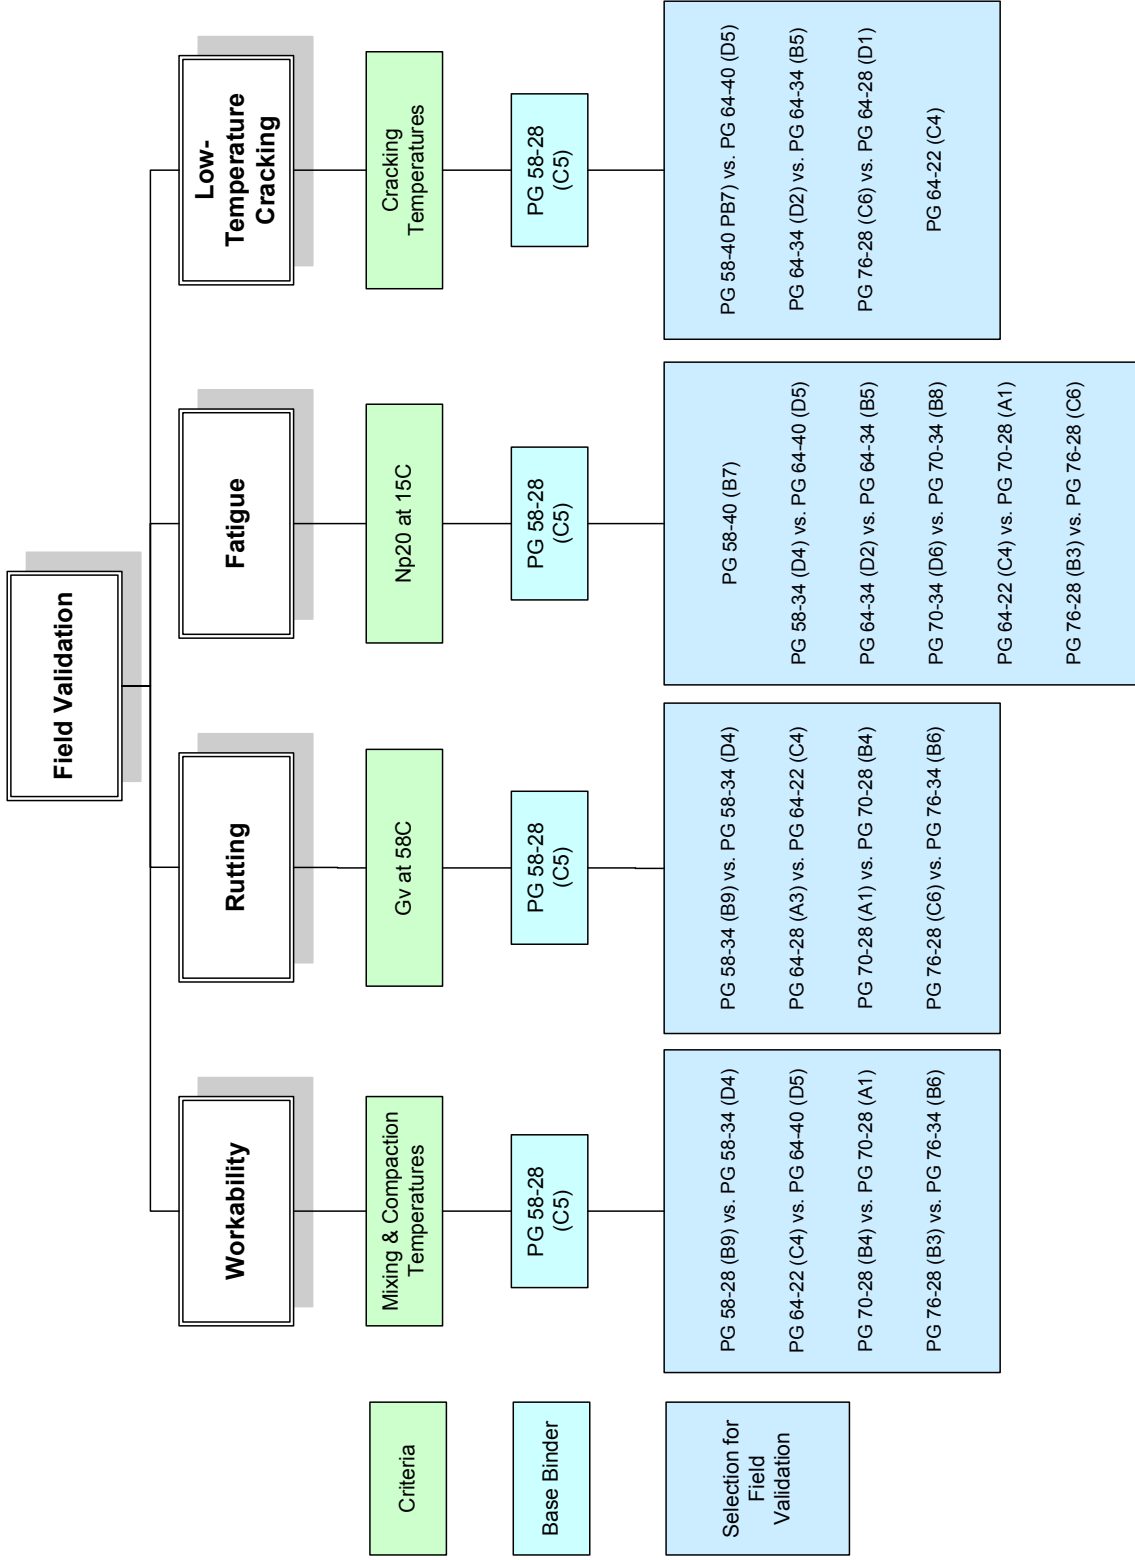 Field Validation
Workability
Rutting
Fatigue
Low-
Temperature
Cracking
Criteria
Mixing & Compaction
Temperatures
Gv at 58C
Np20 at 15C
Cracking
Temperatures
Base Binder
PG 58-28
(C5)
PG 58-28
(C5)
PG 58-28
(C5)
PG 58-28
(C5)
Selection for
Field
Validation
PG 58-28 (B9) vs. PG 58-34 (D4)
PG 64-22 (C4) vs. PG 64-40 (D5)
PG 70-28 (B4) vs. PG 70-28 (A1)
PG 76-28 (B3) vs. PG 76-34 (B6)
PG 58-34 (B9) vs. PG 58-34 (D4)
PG 64-28 (A3) vs. PG 64-22 (C4)
PG 70-28 (A1) vs. PG 70-28 (B4)
PG 76-28 (C6) vs. PG 76-34 (B6)
PG 58-40 (B7)
PG 58-34 (D4) vs. PG 64-40 (D5)
PG 64-34 (D2) vs. PG 64-34 (B5)
PG 70-34 (D6) vs. PG 70-34 (B8)
PG 64-22 (C4) vs. PG 70-28 (A1)
PG 76-28 (B3) vs. PG 76-28 (C6)
PG 58-40 PB7) vs. PG 64-40 (D5)
PG 64-34 (D2) vs. PG 64-34 (B5)
PG 76-28 (C6) vs. PG 64-28 (D1)
PG 64-22 (C4)